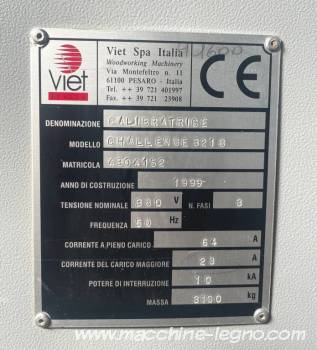 Viet Spa Italia
11600
Woodworking Machinery
Via Montefeltro n. 11
61100 PESARO - Italia
Tel. ++ 39 721 401997
Fax. ++ 39 721 23908
viet
CE
DENOMINAZIONE CALIBRATRICE
MODELLO CHALLENGE 321B
MATRICOLA
ANNO DI COSTRUZIONE 1999
TENSIONE NOMINALE 380 V N. FASI 3
FREQUENZA 50 Hz
CORRENTE A PIENO CARICO 64 A
CORRENTE DEL CARICO MAGGIORE 23 A
POTERE DI INTERRUZIONE 10 kA
MASSA 3100 kg
www.macchine-legno.com